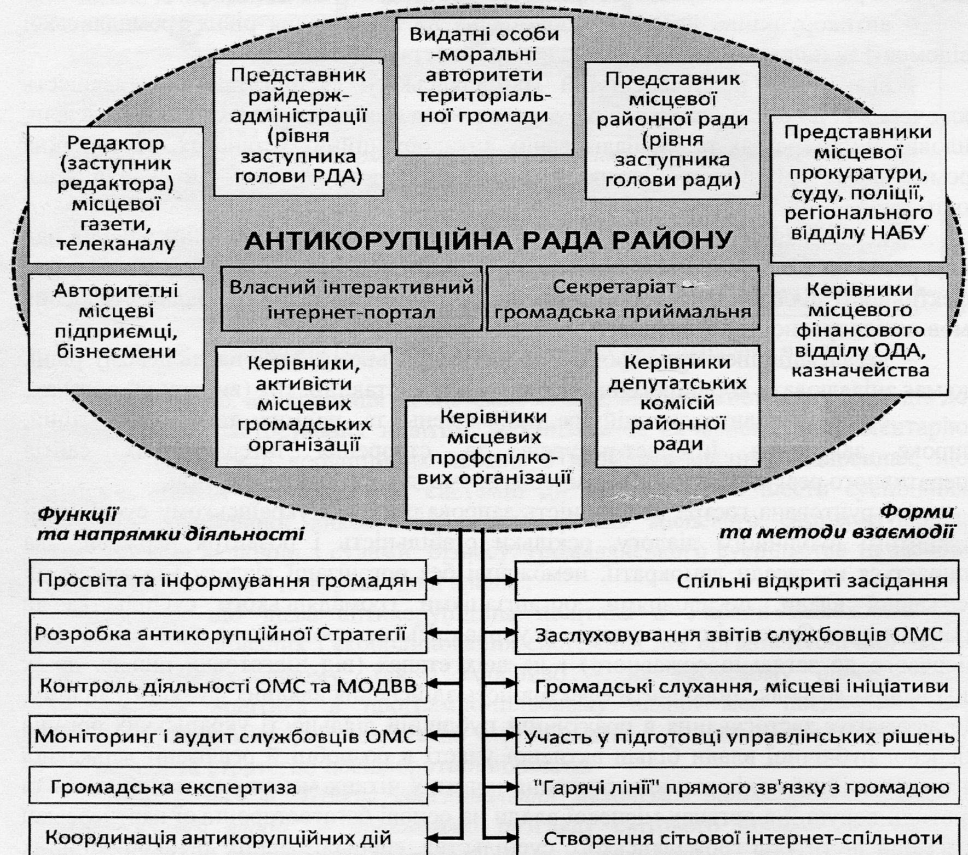 Видатні особи
моральні
авторитети
територіаль-
ної громади
Представник
райдерж-
адміністрації
(рівня
заступника
голови РДА)
Представник
місцевої
районної ради
(рівня
заступника
голови ради)
Редактор
(заступник
редактора)
місцевої
газети,
телеканалу
Представники
місцевої
прокуратури,
суду, поліції,
регіонального
відділу НАБУ
АНТИКОРУПЦІЙНА РАДА РАЙОНУ
Власний інтерактивний
інтернет-портал
Секретаріат –
громадська приймальня
Авторитетні
місцеві
підприємці,
бізнесмени
Керівники
місцевого
фінансового
відділу ОДА,
казначейства
Керівники,
активісти
місцевих
громадських
організації
Керівники
місцевих
профспілко-
вих організації
Керівники
депутатських
комісій
районної
ради
Функції
та напрямки діяльності
Форми
та методи взаємодії
Просвіта та інформування громадян
Спільні відкриті засідання
Розробка антикорупційної Стратегії
Заслуховування звітів службовців ОМС
Контроль діяльності ОМС та МОДВВ
Громадські слухання, місцеві ініціативи
Моніторинг і аудит службовців ОМС
Участь у підготовці управлінських рішень
Громадська експертиза
"Гарячі лінії" прямого зв'язку з громадою
Координація антикорупційних дій
Створення сітьової інтернет-спільноти